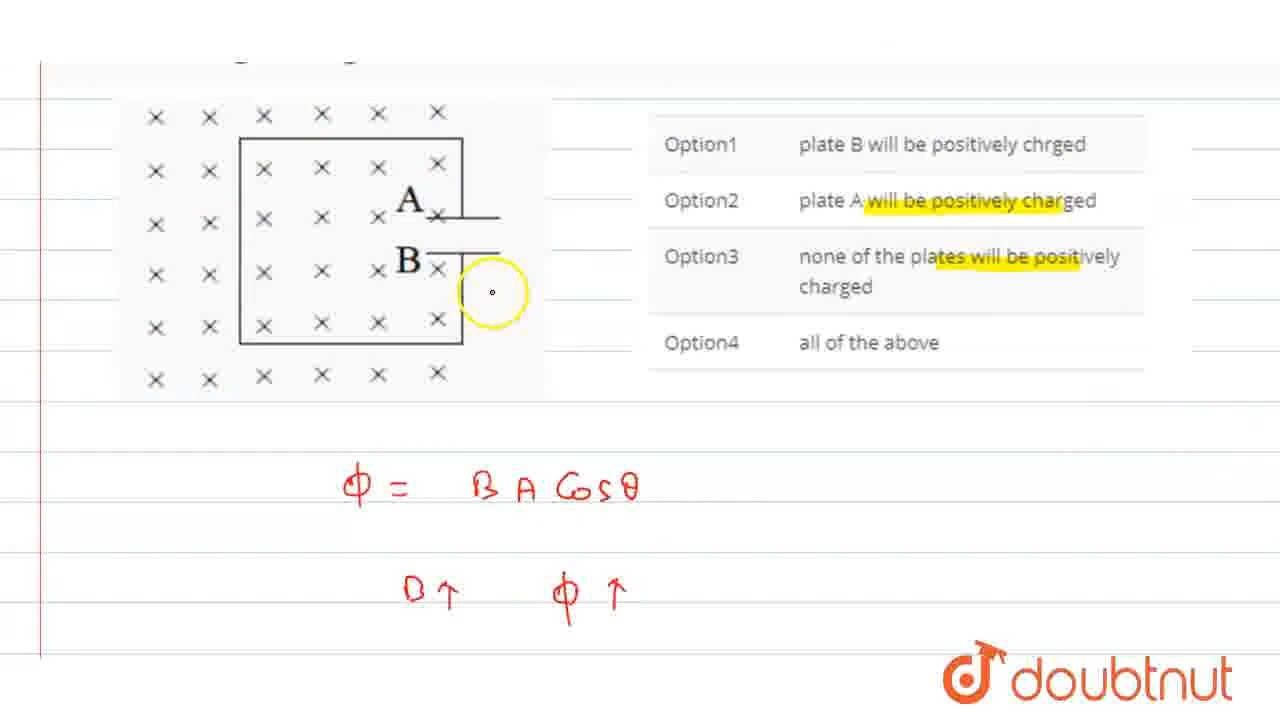 A
B
Option1 plate B will be positively chrged
Option2 plate A will be positively charged
Option3 none of the plates will be positively
charged
Option4 all of the above
ϕ = B A Cosθ
B↑ ϕ ↑
doubtnut